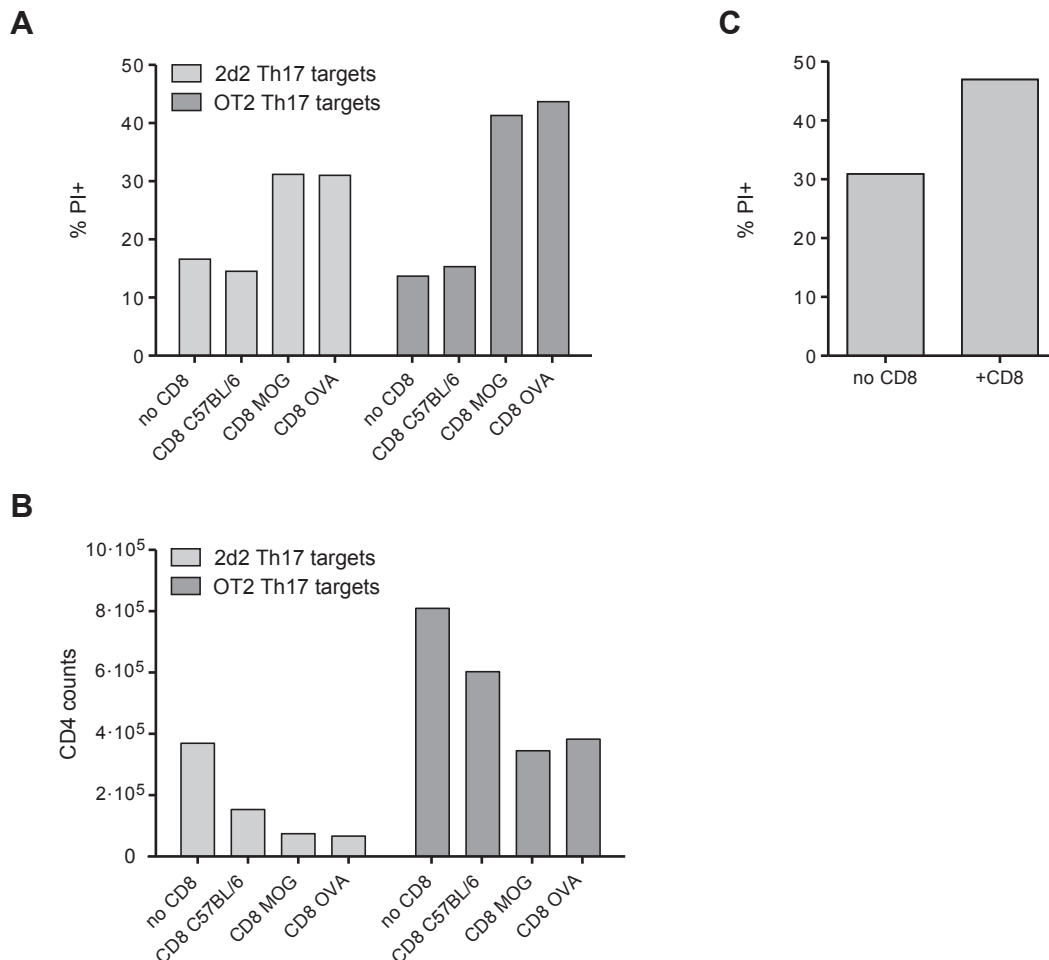 A
50
40
30
20
10
0
% PI+
2d2 Th17 targets
OT2 Th17 targets
no CD8
CD8 C57BL/6
CD8 MOG
CD8 OVA
no CD8
CD8 C57BL/6
CD8 MOG
CD8 OVA
C
50
40
30
20
10
0
% PI+
no CD8
+CD8
B
10·10⁵
8·10⁵
6·10⁵
4·10⁵
2·10⁵
0
CD4 counts
2d2 Th17 targets
OT2 Th17 targets
no CD8
CD8 C57BL/6
CD8 MOG
CD8 OVA
no CD8
CD8 C57BL/6
CD8 MOG
CD8 OVA